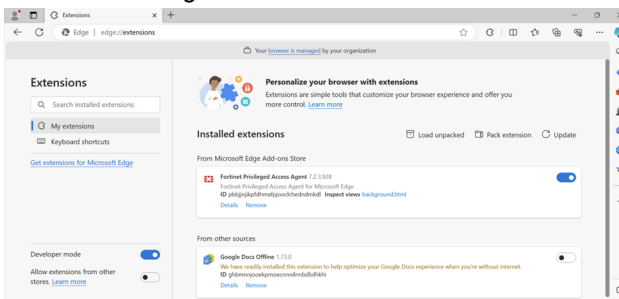 Extensions
Edge
edge://extensions
Your browser is managed by your organization
Extensions
Search installed extensions
My extensions
Keyboard shortcuts
Get extensions for Microsoft Edge
Developer mode
Allow extensions from other
stores. Learn more
Personalize your browser with extensions
Extensions are simple tools that customize your browser experience and offer you
more control. Learn more
Installed extensions
Load unpacked
Pack extension
Update
From Microsoft Edge Add-ons Store
Fortinet Privileged Access Agent 7.2.3.928
Fortinet Privileged Access Agent for Microsoft Edge
Inspect views background.html
Details Remove
From other sources
Google Docs Offline 1.73.0
We have readily installed this extension to help optimize your Google Docs experience when you're without internet.
ID ghbmnnjooekpmoecnnnilnnbdlolhkhi
Details Remove